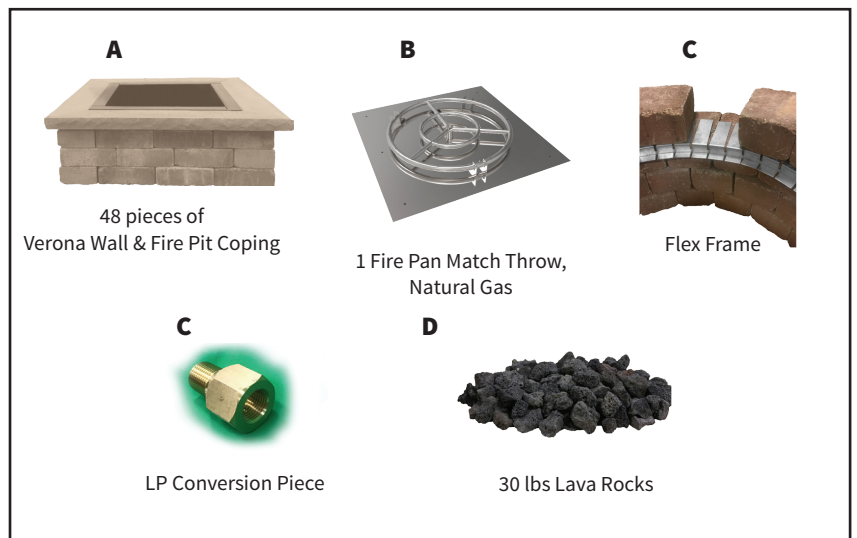 A
B
C
48 pieces of
Verona Wall & Fire Pit Coping
1 Fire Pan Match Throw,
Natural Gas
Flex Frame
C
D
LP Conversion Piece
30 lbs Lava Rocks